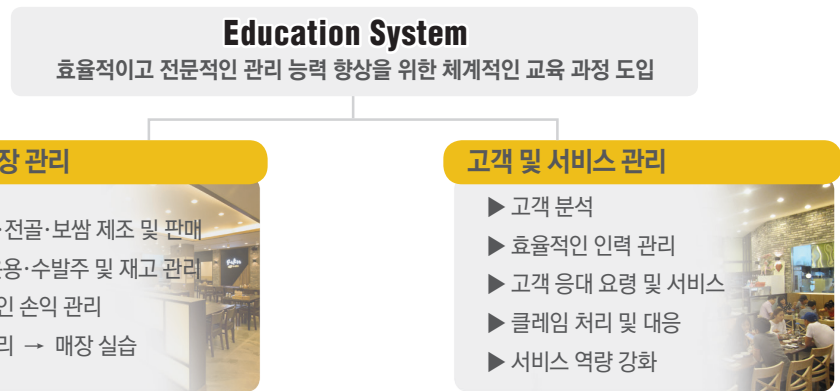 Education System
효율적이고 전문적인 관리 능력 향상을 위한 체계적인 교육 과정 도입
장 관리
·전골·보쌈 제조 및 판매
용·수발주 및 재고 관리
인 손익 관리
리 → 매장 실습
고객 및 서비스 관리
▶ 고객 분석
▶ 효율적인 인력 관리
▶ 고객 응대 요령 및 서비스
▶ 클레임 처리 및 대응
▶ 서비스 역량 강화